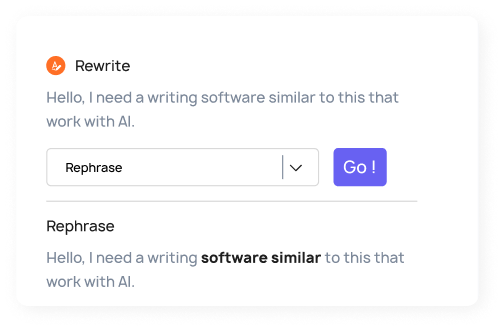 Rewrite
Hello, I need a writing software similar to this that
work with AI.
Rephrase
Go !
Rephrase
Hello, I need a writing software similar to this that
work with AI.